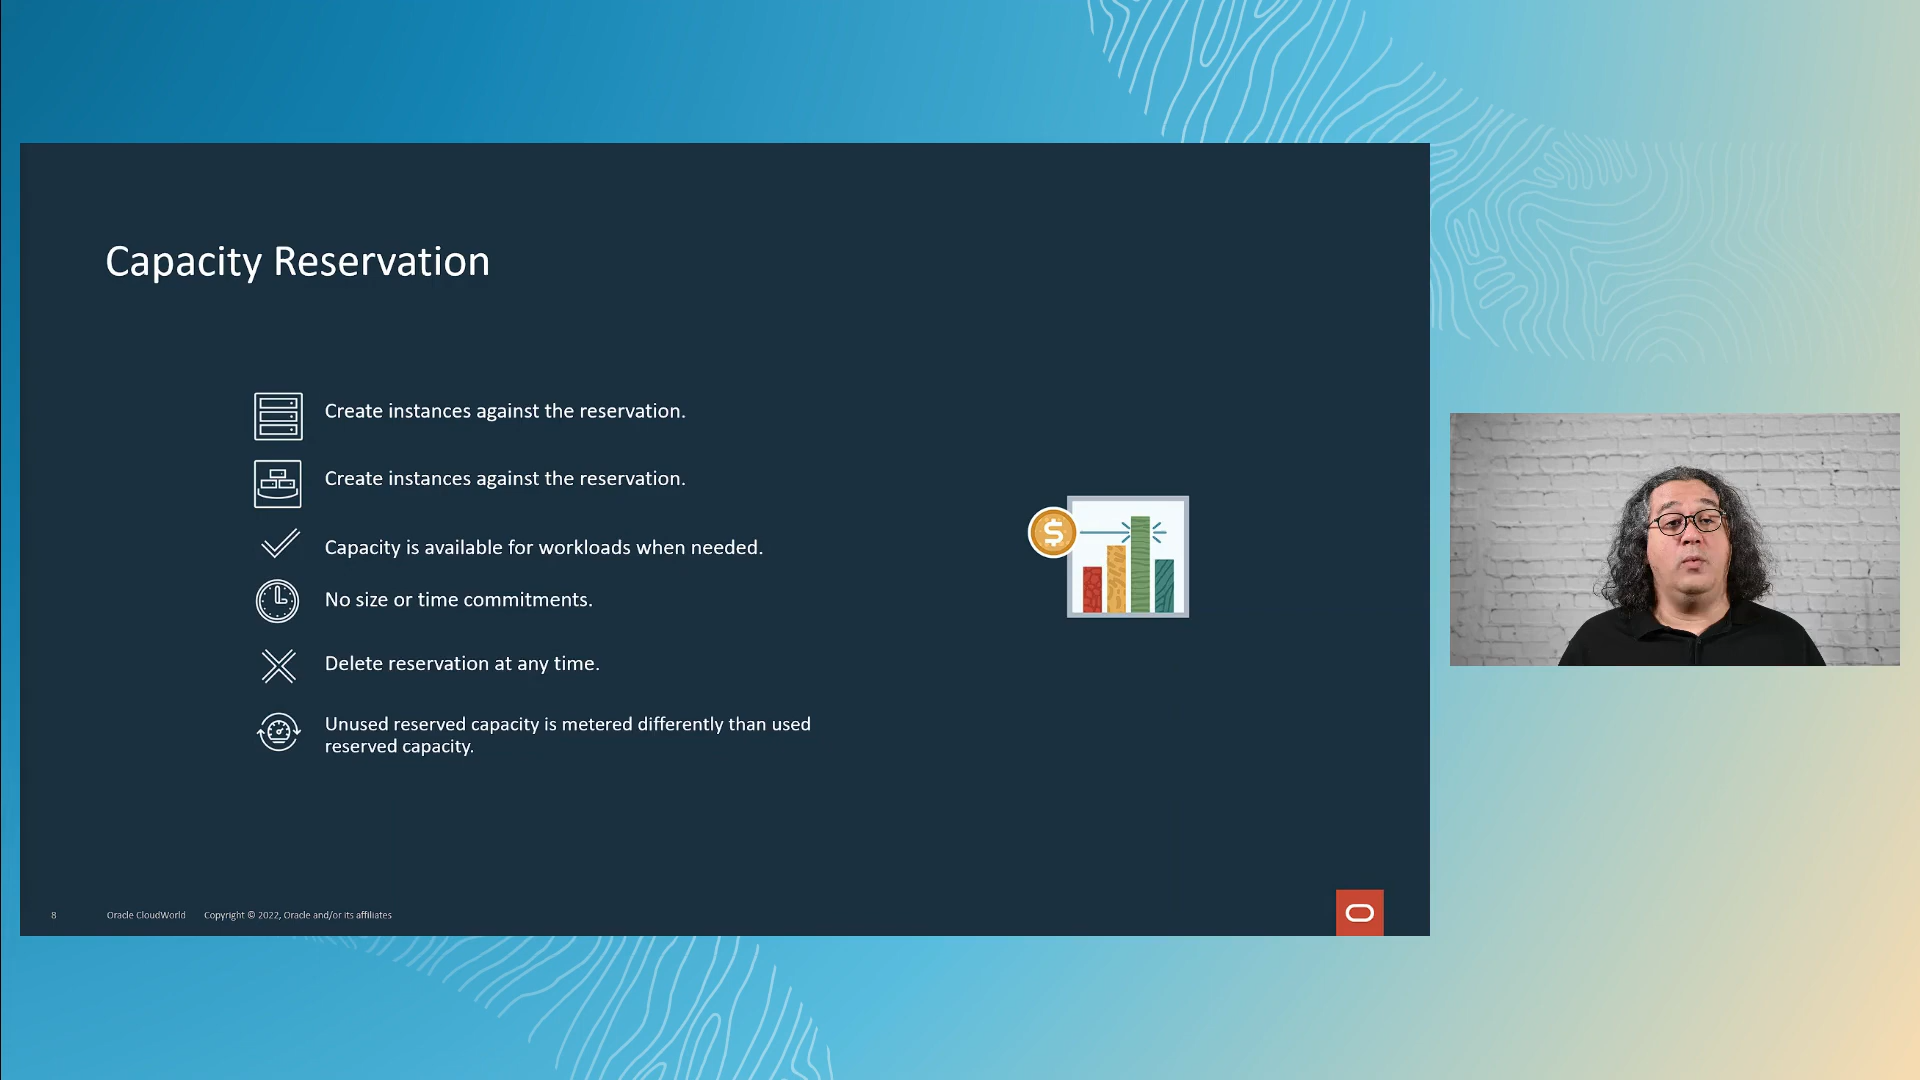 Capacity Reservation
Create instances against the reservation.
Create instances against the reservation.
Capacity is available for workloads when needed.
No size or time commitments.
Delete reservation at any time.
Unused reserved capacity is metered differently than used
reserved capacity.
$
8 Oracle CloudWorld Copyright © 2022, Oracle and/or its affiliates